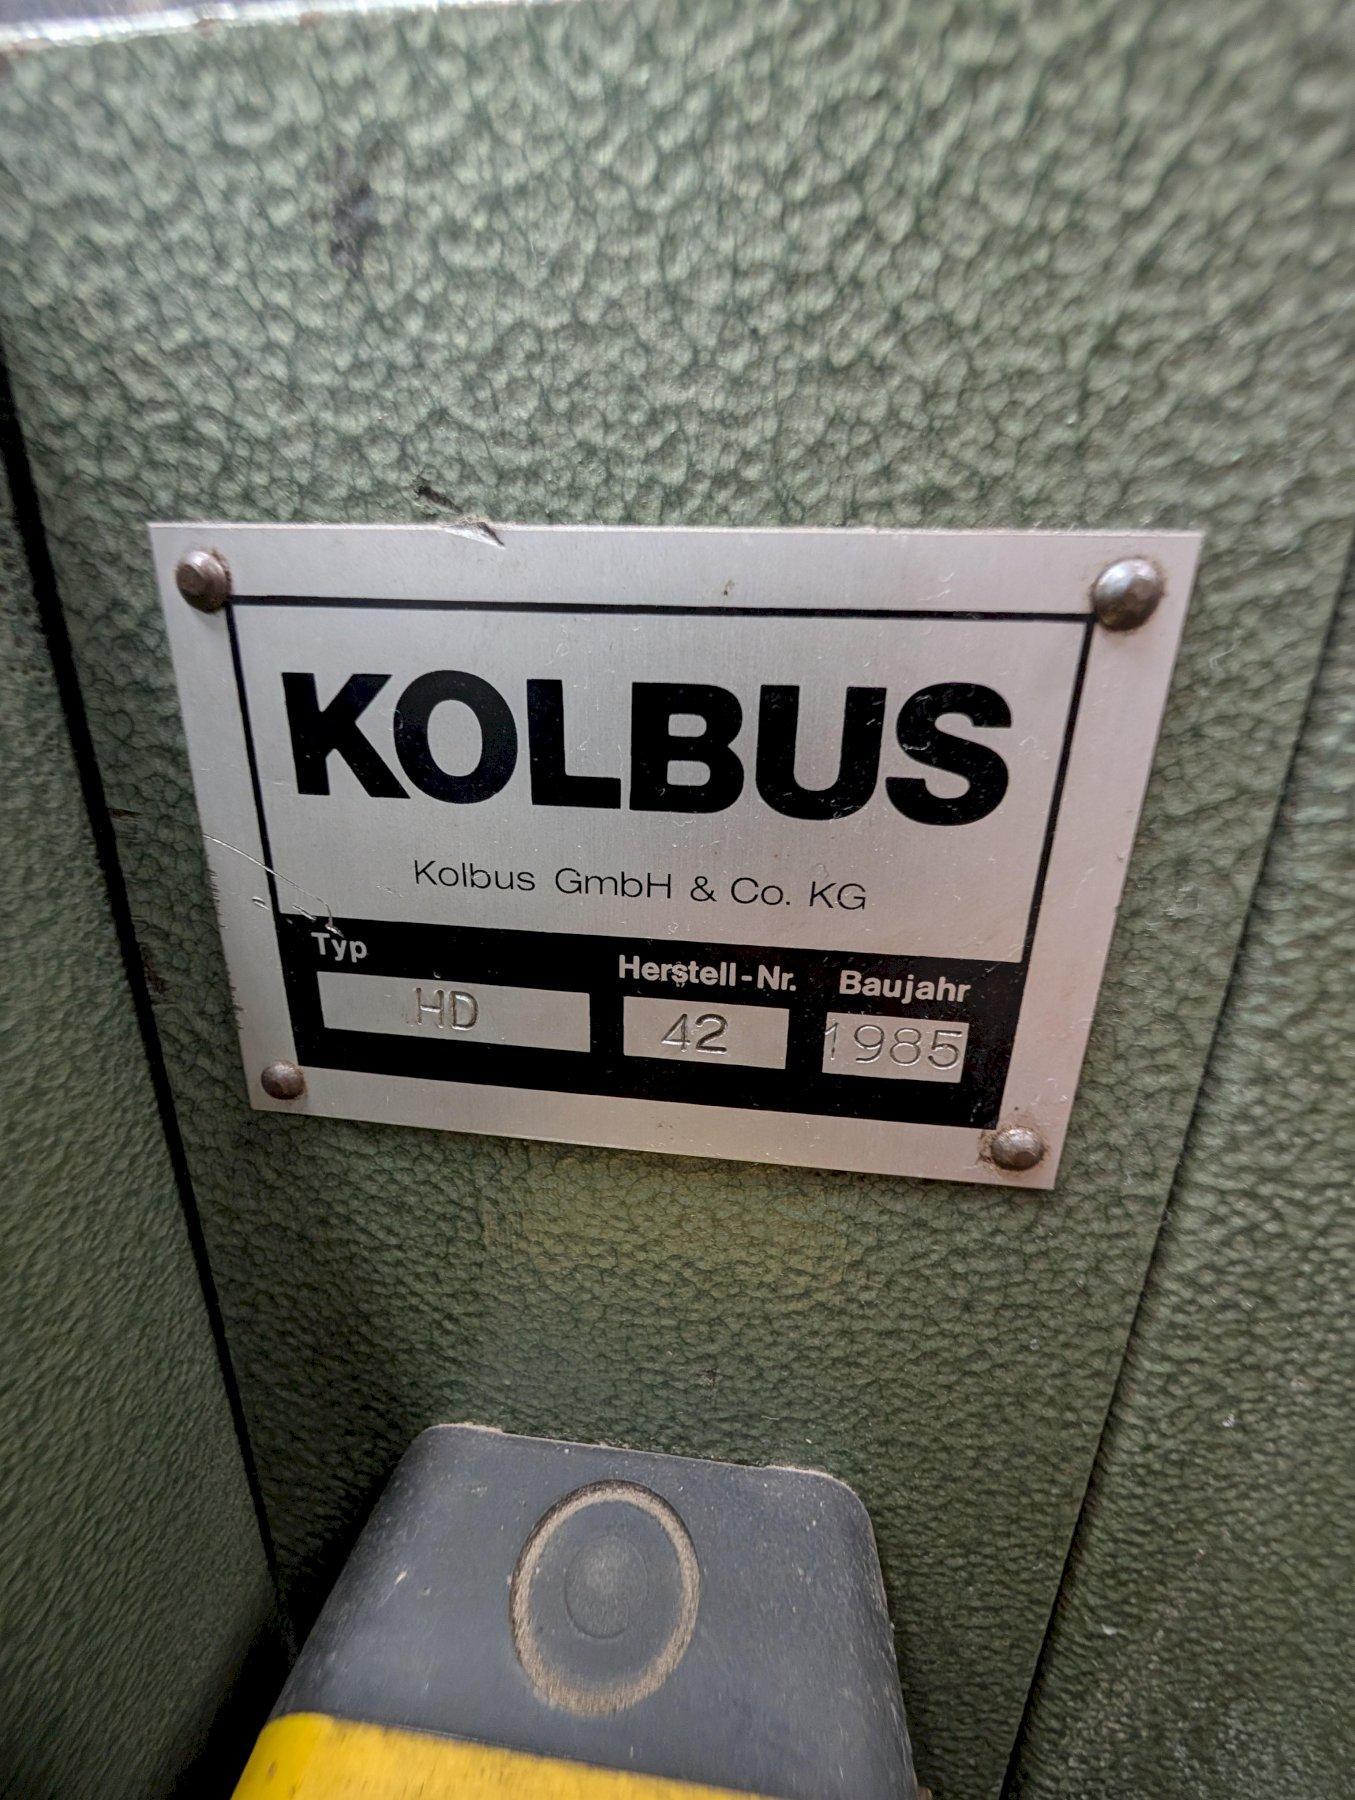 KOLBUS
Kolbus GmbH & Co. KG
Typ Herstell-Nr. Baujahr
HD 42 1985